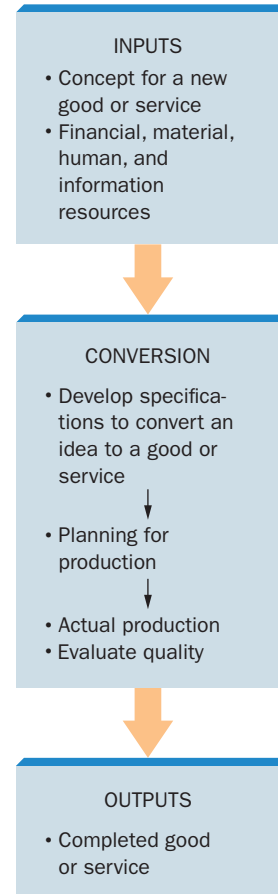 INPUTS
• Concept for a new
good or service
• Financial, material,
human, and
information
resources
CONVERSION
• Develop specifica-
tions to convert an
idea to a good or
service
• Planning for
production
• Actual production
• Evaluate quality
OUTPUTS
• Completed good
or service